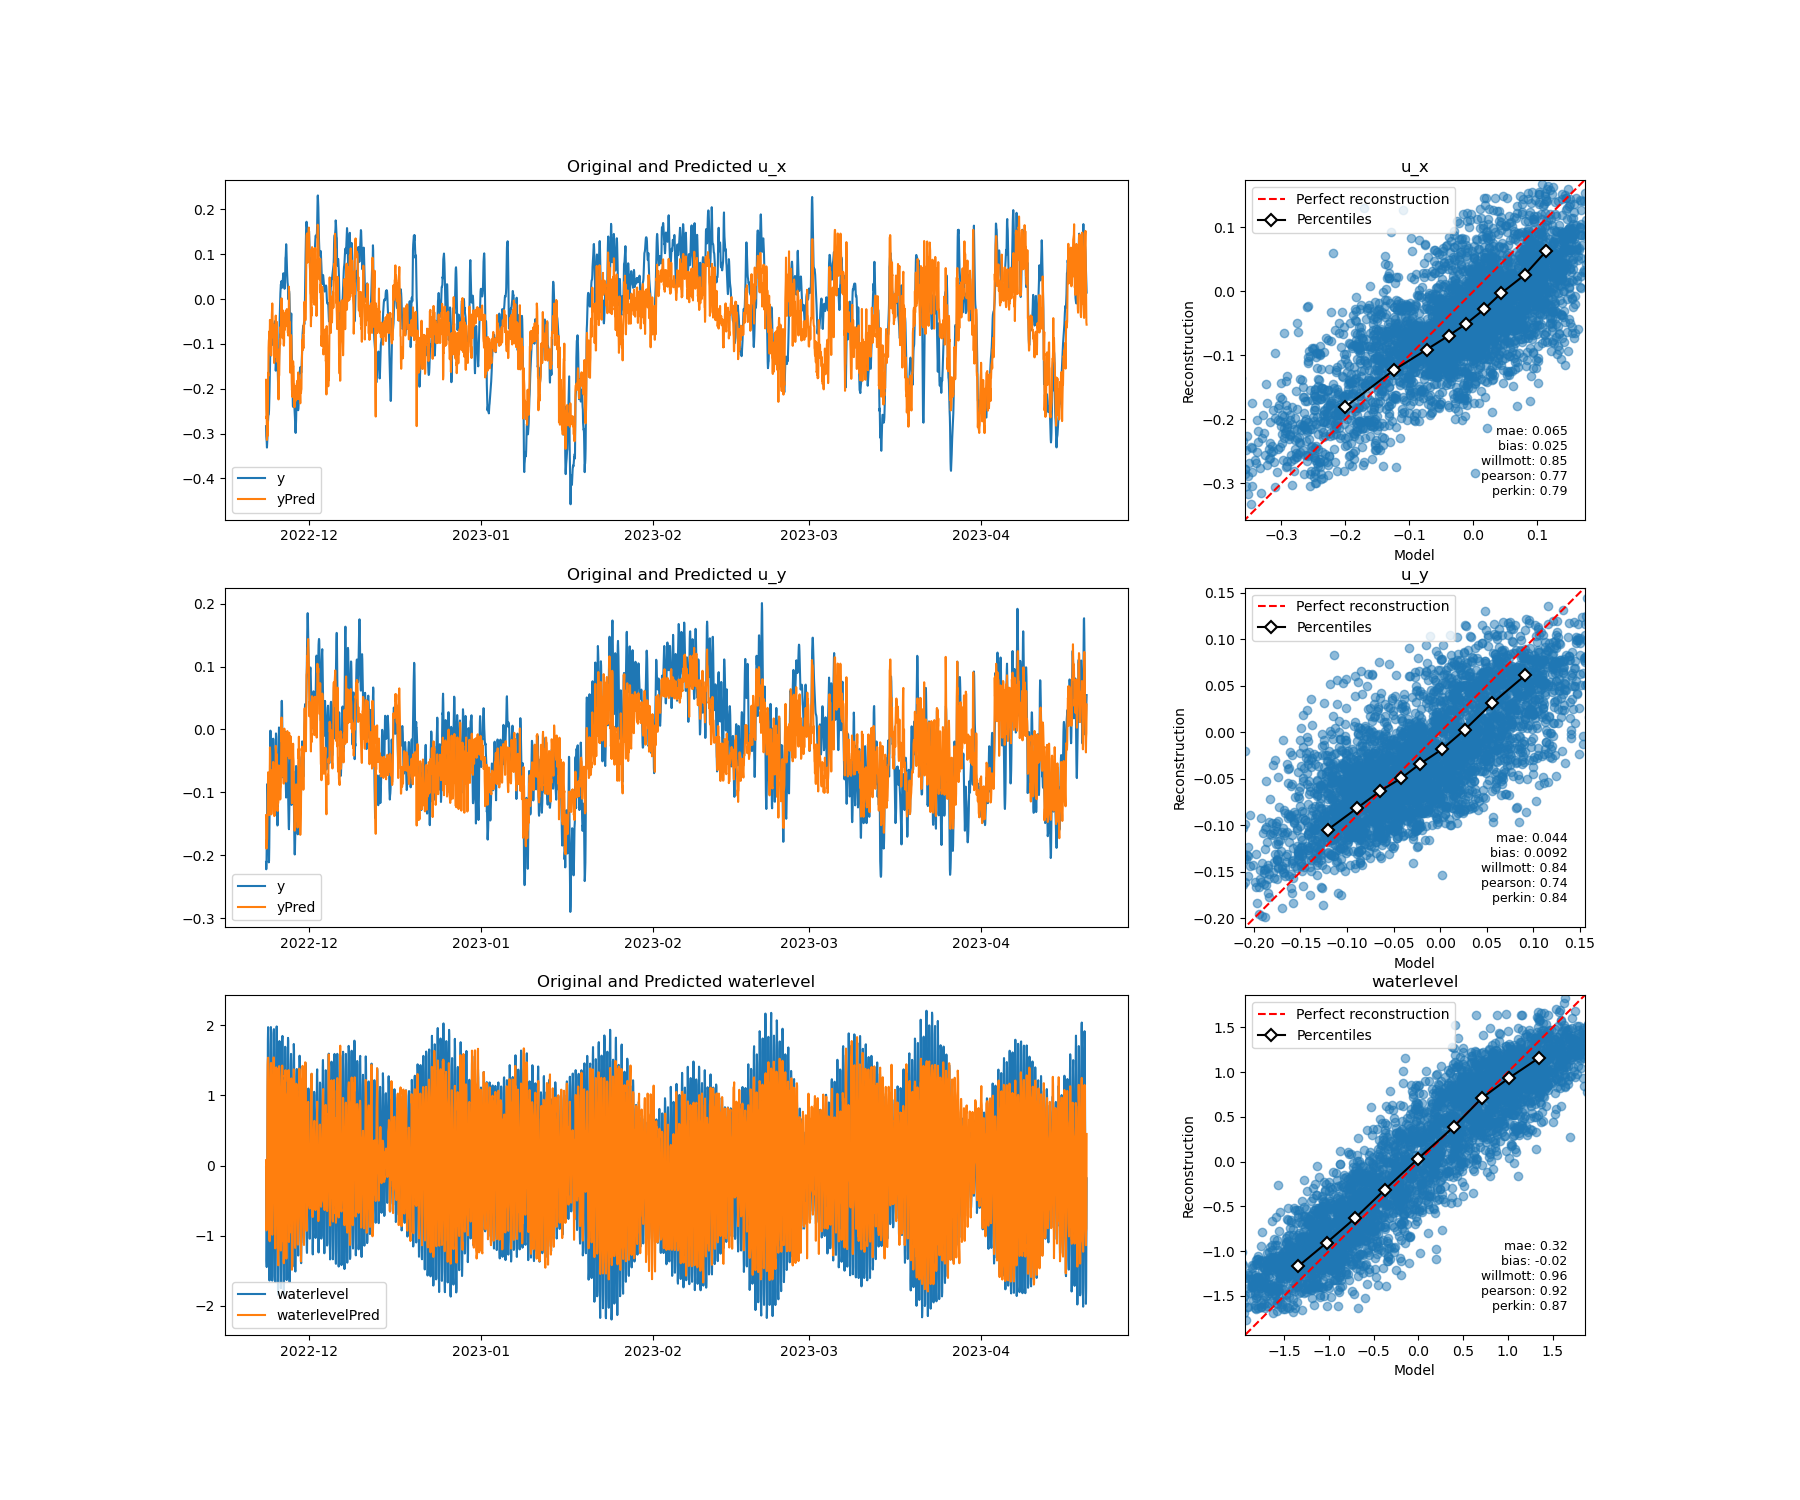 Original and Predicted u_x
0.2
0.1
0.0
−0.1
−0.2
−0.3
−0.4
y
yPred
2022-12 2023-01 2023-02 2023-03 2023-04
u_x
Perfect reconstruction
Percentiles
Reconstruction
0.1
0.0
−0.1
−0.2
−0.3
mae: 0.065
bias: 0.025
willmott: 0.85
pearson: 0.77
perkin: 0.79
−0.3 −0.2 −0.1 0.0 0.1
Model
Original and Predicted u_y
0.2
0.1
0.0
−0.1
−0.2
−0.3
y
yPred
2022-12 2023-01 2023-02 2023-03 2023-04
u_y
Perfect reconstruction
Percentiles
Reconstruction
0.15
0.10
0.05
0.00
−0.05
−0.10
−0.15
−0.20
mae: 0.044
bias: 0.0092
willmott: 0.84
pearson: 0.74
perkin: 0.84
−0.20 −0.15 −0.10 −0.05 0.00 0.05 0.10 0.15
Model
Original and Predicted waterlevel
2
1
0
−1
−2
waterlevel
waterlevelPred
2022-12 2023-01 2023-02 2023-03 2023-04
waterlevel
Perfect reconstruction
Percentiles
Reconstruction
1.5
1.0
0.5
0.0
−0.5
−1.0
−1.5
mae: 0.32
bias: -0.02
willmott: 0.96
pearson: 0.92
perkin: 0.87
−1.5 −1.0 −0.5 0.0 0.5 1.0 1.5
Model